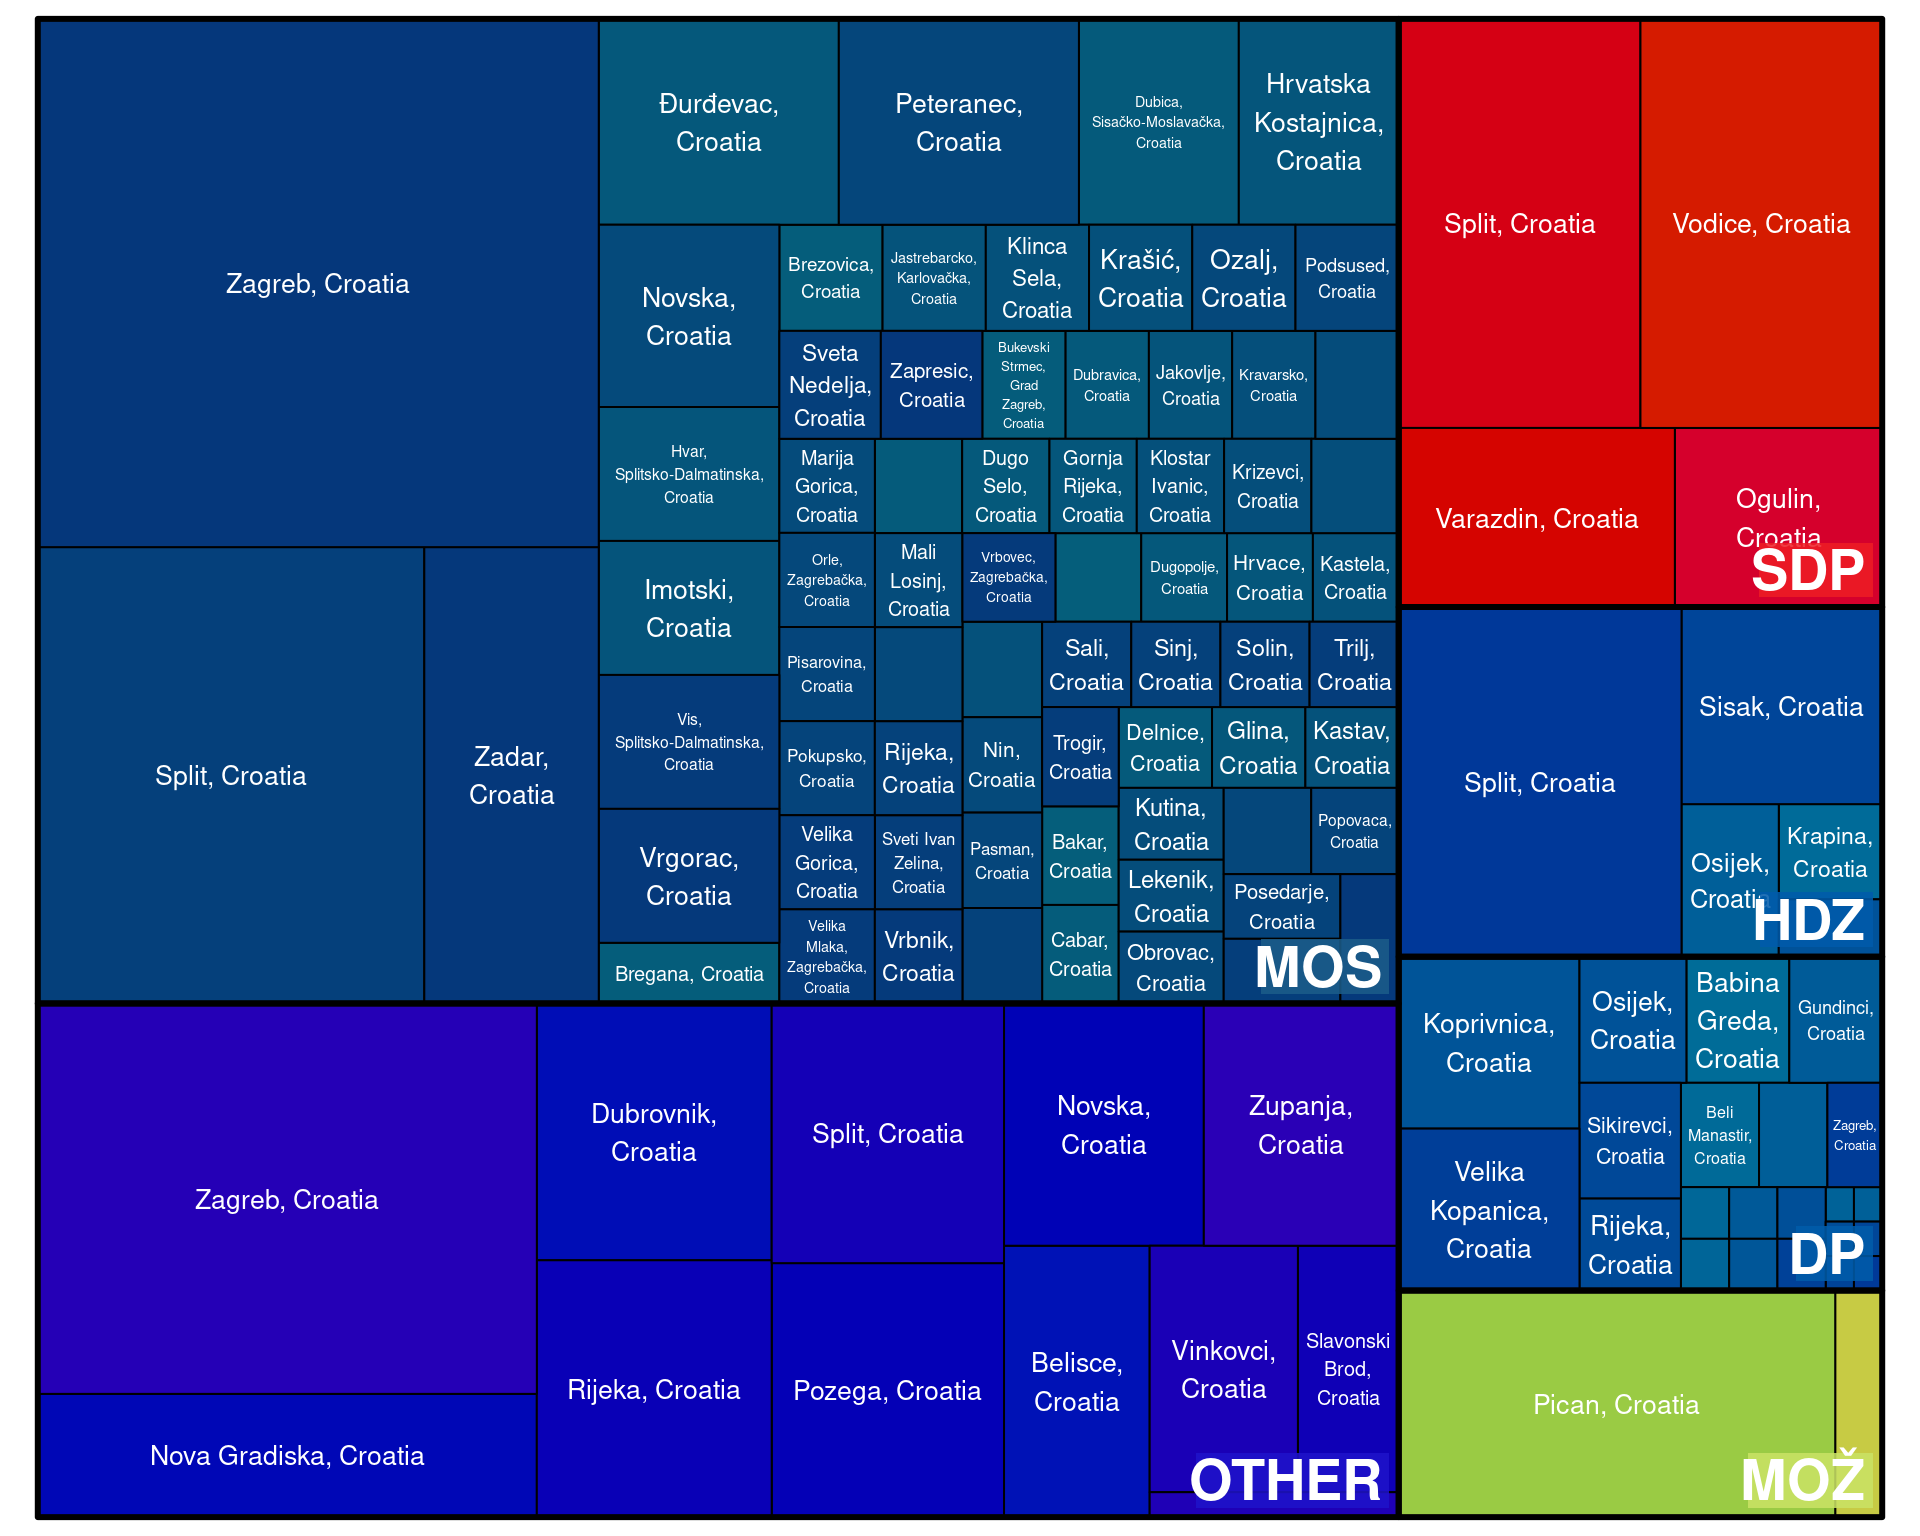 Zagreb, Croatia
Split, Croatia
Zadar,
Croatia
Đurđevac,
Croatia
Peteranec,
Croatia
Dubica,
Sisačko-Moslavačka,
Croatia
Hrvatska
Kostajnica,
Croatia
Novska,
Croatia
Hvar,
Splitsko-Dalmatinska,
Croatia
Imotski,
Croatia
Vis,
Splitsko-Dalmatinska,
Croatia
Vrgorac,
Croatia
Bregana, Croatia
Brezovica,
Croatia
Jastrebarcko,
Karlovačka,
Croatia
Klinca
Sela,
Croatia
Krašić,
Croatia
Ozalj,
Croatia
Podsused,
Croatia
Sveta
Nedelja,
Croatia
Zapresic,
Croatia
Bukevski
Strmec,
Grad
Zagreb,
Croatia
Dubravica,
Croatia
Jakovlje,
Croatia
Kravarsko,
Croatia
Marija
Gorica,
Croatia
Dugo
Selo,
Croatia
Gornja
Rijeka,
Croatia
Klostar
Ivanic,
Croatia
Krizevci,
Croatia
Orle,
Zagrebačka,
Croatia
Mali
Losinj,
Croatia
Vrbovec,
Zagrebačka,
Croatia
Dugopolje,
Croatia
Hrvace,
Croatia
Kastela,
Croatia
Pisarovina,
Croatia
Sali,
Croatia
Sinj,
Croatia
Solin,
Croatia
Trilj,
Croatia
Pokupsko,
Croatia
Rijeka,
Croatia
Nin,
Croatia
Trogir,
Croatia
Delnice,
Croatia
Glina,
Croatia
Kastav,
Croatia
Velika
Gorica,
Croatia
Sveti Ivan
Zelina,
Croatia
Pasman,
Croatia
Bakar,
Croatia
Kutina,
Croatia
Popovaca,
Croatia
Lekenik,
Croatia
Posedarje,
Croatia
Velika
Mlaka,
Zagrebačka,
Croatia
Vrbnik,
Croatia
Cabar,
Croatia
Obrovac,
Croatia
MOS
Split, Croatia
Vodice, Croatia
Varazdin, Croatia
Ogulin,
Croatia
SDP
Split, Croatia
Sisak, Croatia
Osijek,
Croatia
Krapina,
Croatia
HDZ
Koprivnica,
Croatia
Osijek,
Croatia
Babina
Greda,
Croatia
Gundinci,
Croatia
Velika
Kopanica,
Croatia
Sikirevci,
Croatia
Beli
Manastir,
Croatia
Zagreb,
Croatia
Rijeka,
Croatia
DP
Zagreb, Croatia
Nova Gradiska, Croatia
Dubrovnik,
Croatia
Rijeka, Croatia
Split, Croatia
Pozega, Croatia
Novska,
Croatia
Zupanja,
Croatia
Belisce,
Croatia
Vinkovci,
Croatia
Slavonski
Brod,
Croatia
OTHER
Pican, Croatia
MOŽ